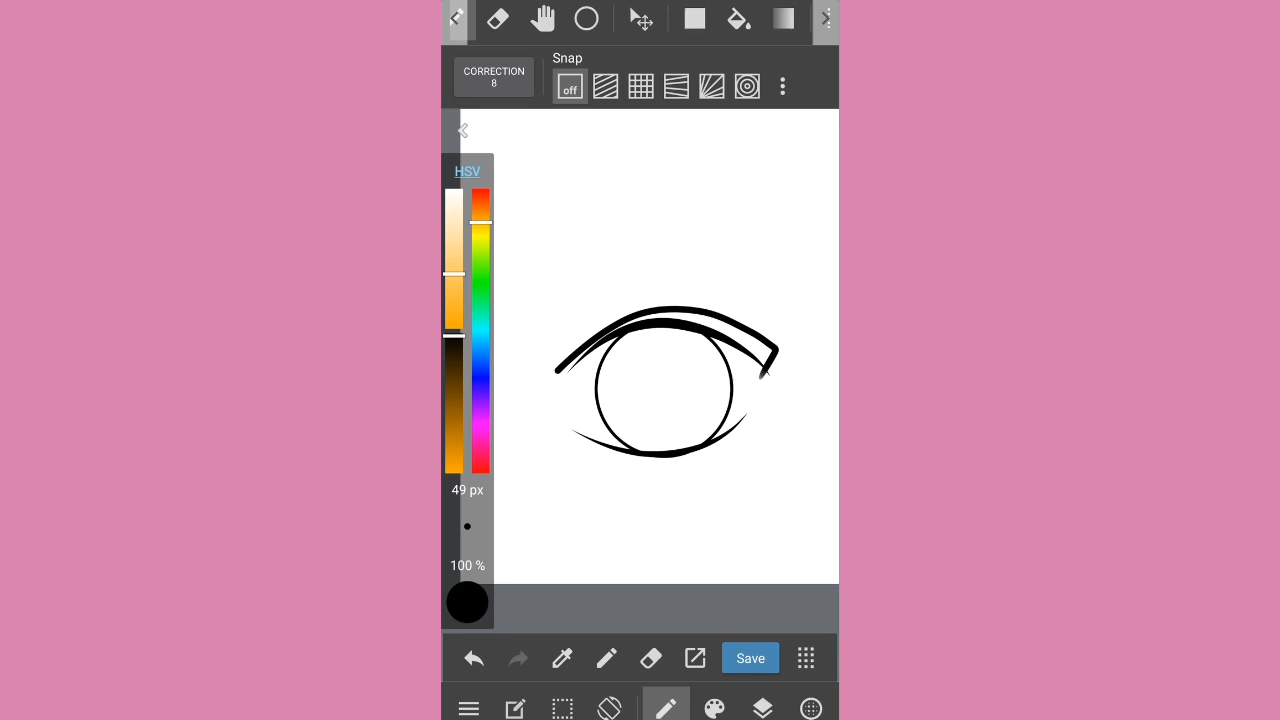 CORRECTION
8
Snap
off
HSV
49 px
100 %
Save